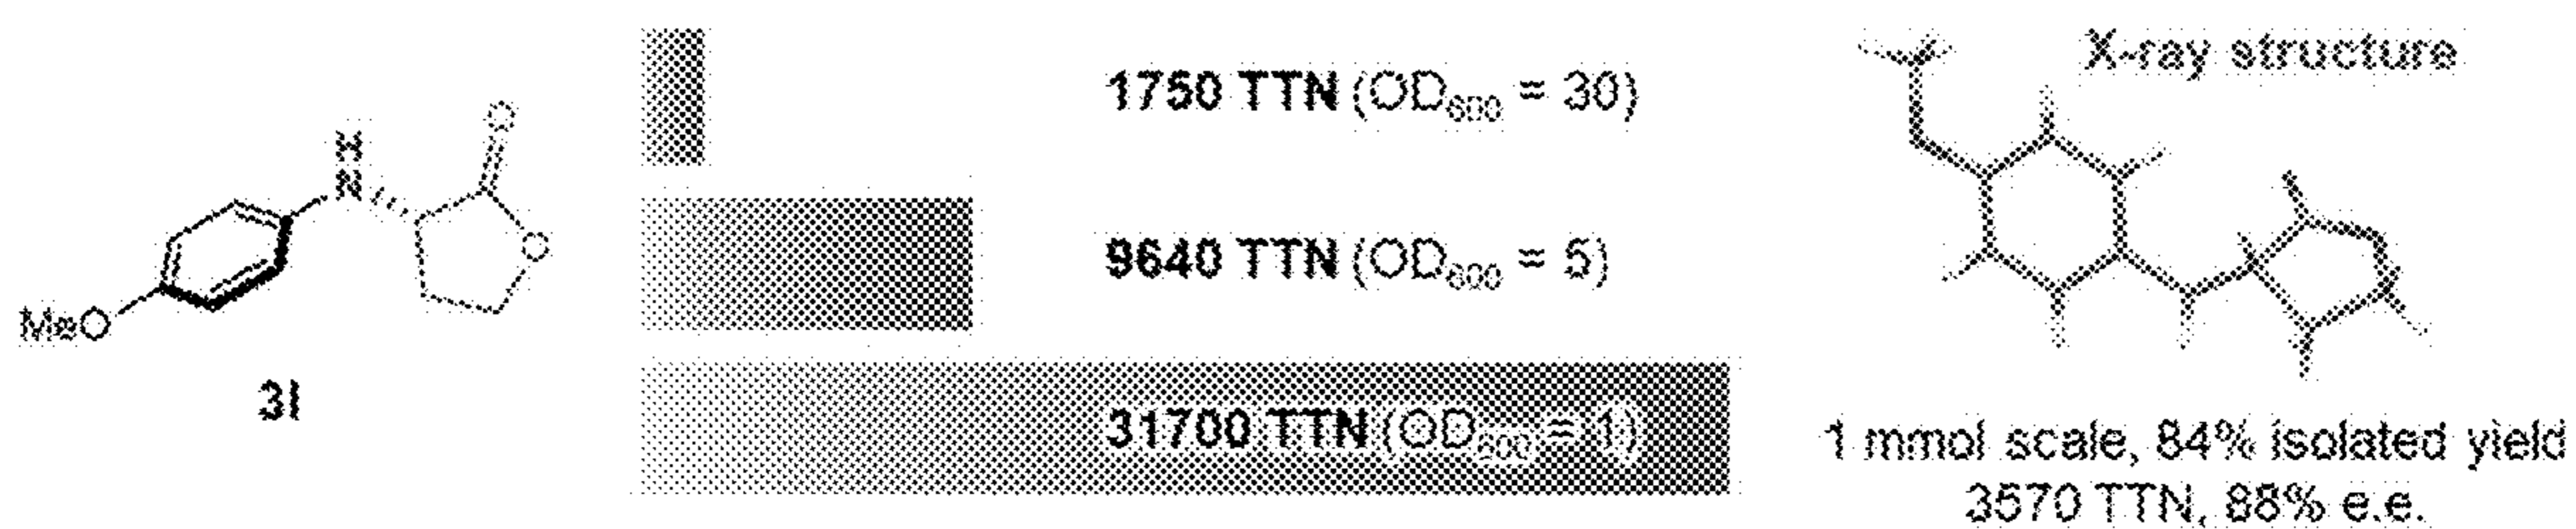 H
N
O
O
MeO
3l
1750 TTN (OD600 = 30)
9640 TTN (OD600 = 5)
31700 TTN (OD600 = 1)
X-ray structure
1 mmol scale, 84% isolated yield
3570 TTN, 88% e.e.